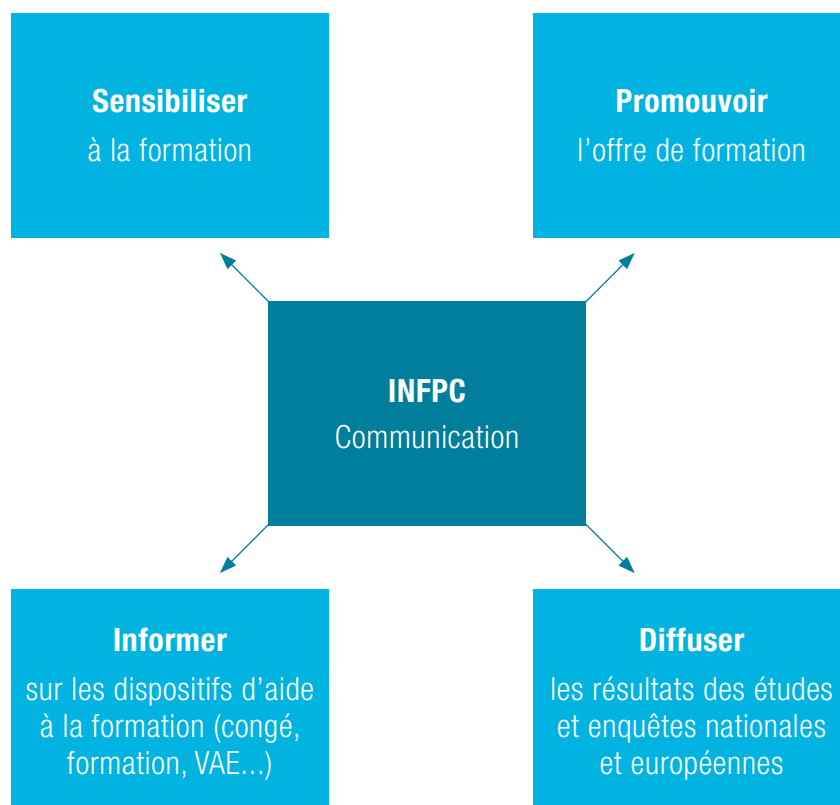 Sensibiliser
à la formation
Promouvoir
l'offre de formation
INFPC
Communication
Informer
sur les dispositifs d'aide
à la formation (congé,
formation, VAE...)
Diffuser
les résultats des études
et enquêtes nationales
et européennes